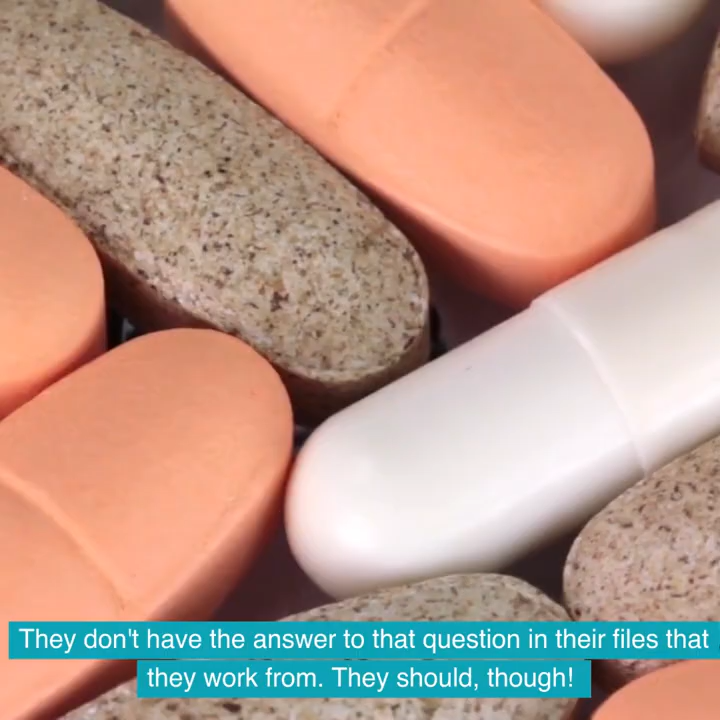 They don't have the answer to that question in their files that
they work from. They should, though!